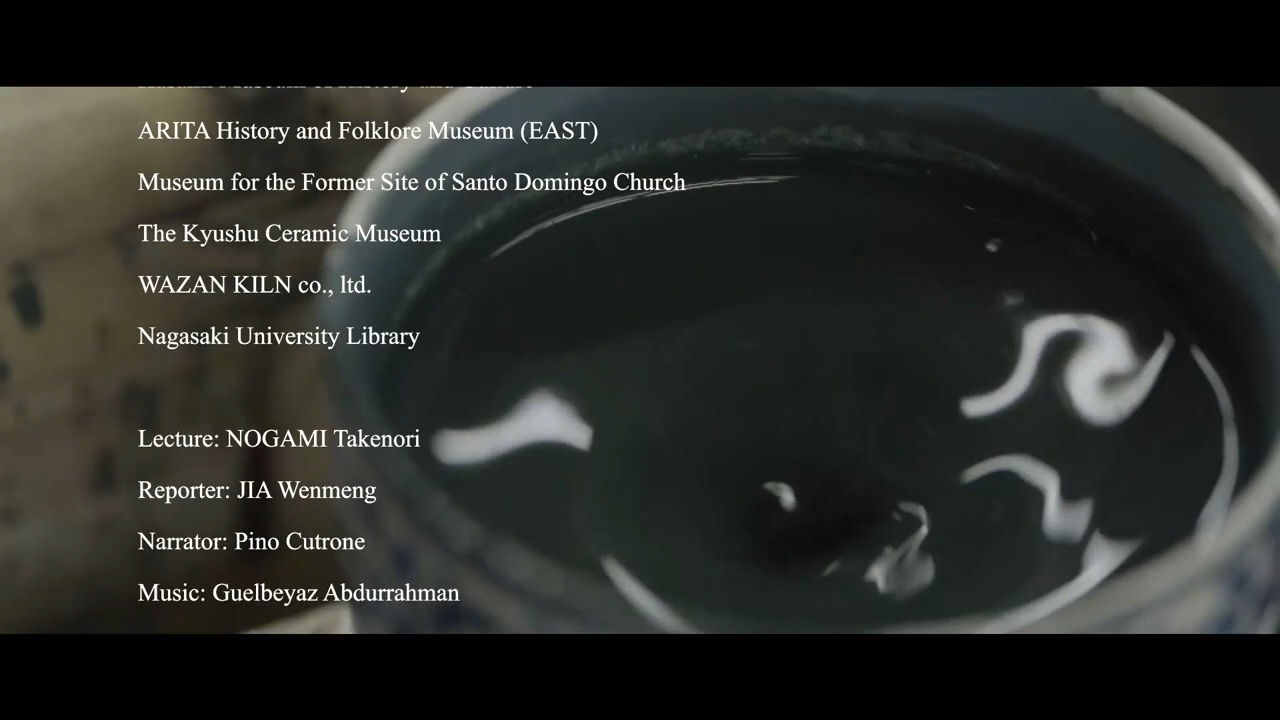 ARITA History and Folklore Museum (EAST)
Museum for the Former Site of Santo Domingo Church
The Kyushu Ceramic Museum
WAZAN KILN co., ltd.
Nagasaki University Library
Lecture: NOGAMI Takenori
Reporter: JIA Wenmeng
Narrator: Pino Cutrone
Music: Guelbeyaz Abdurrahman